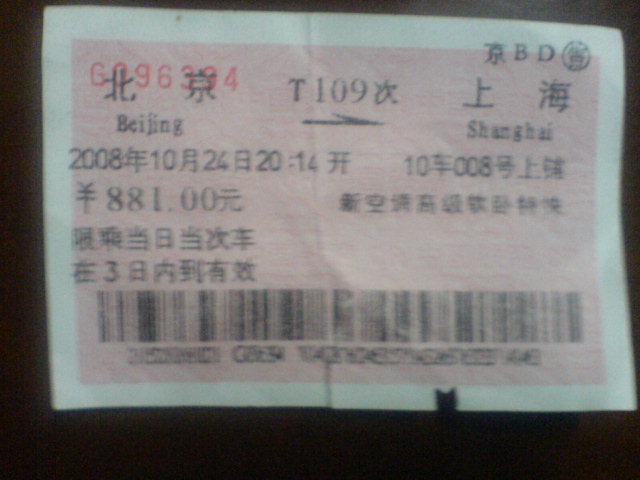 京BD售
G096394
北京 T109次 上海
Beijing Shanghai
2008年10月24日20:14开 10车008号上铺
￥881.00元 新空调高级软卧特快
限乘当日当次车
在3日内到有效